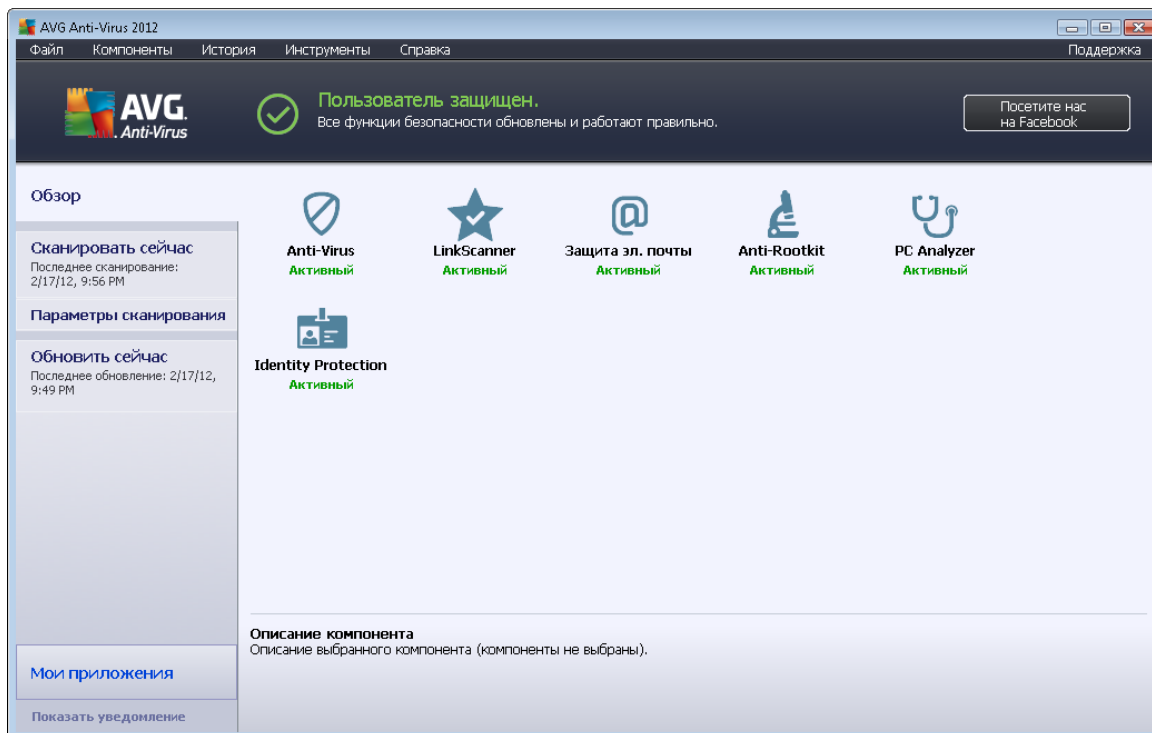 AVG Anti-Virus 2012
Файл Компоненты История Инструменты Справка Поддержка
AVG.
Anti-Virus
Пользователь защищен.
Все функции безопасности обновлены и работают правильно.
Посетите нас
на Facebook
Обзор
Сканировать сейчас
Последнее сканирование:
2/17/12, 9:56 PM
Параметры сканирования
Обновить сейчас
Последнее обновление: 2/17/12,
9:49 PM
Мои приложения
Показать уведомление
Anti-Virus LinkScanner Защита эл. почты Anti-Rootkit PC Analyzer
Активный Активный Активный Активный Активный
Identity Protection
Активный
Описание компонента
Описание выбранного компонента (компоненты не выбраны).